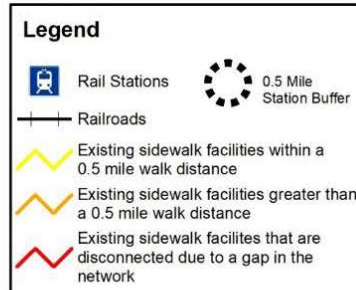 Legend
Rail Stations
0.5 Mile
Station Buffer
Railroads
Existing sidewalk facilities within a
0.5 mile walk distance
Existing sidewalk facilities greater than
a 0.5 mile walk distance
Existing sidewalk facilites that are
disconnected due to a gap in the
network